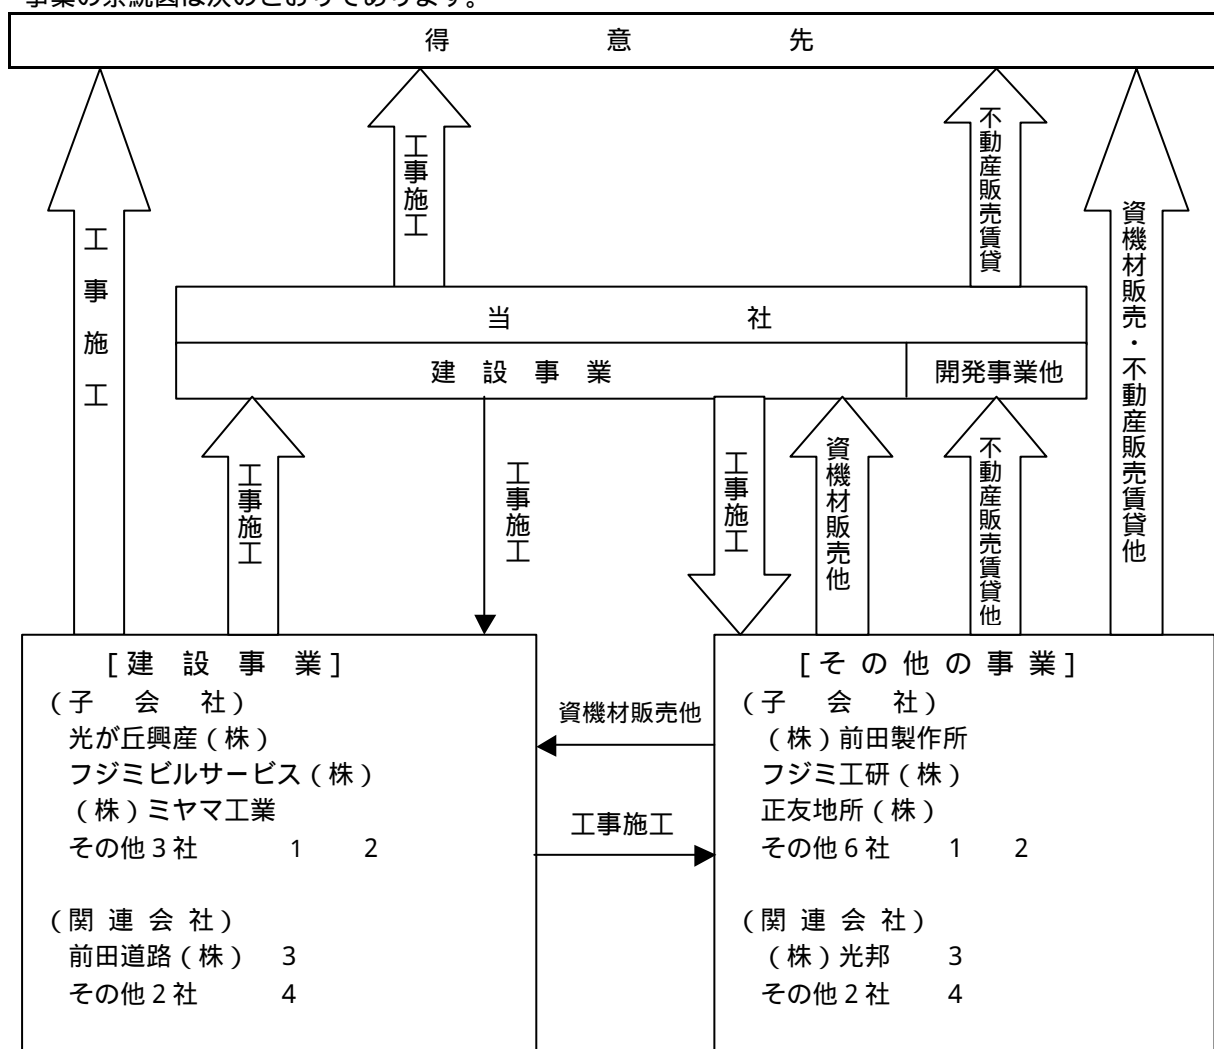 事業の系統図は次のとおりであります。
得 意 先
工事施工
工事施工
不動産販売賃貸
資機材販売・不動産販売賃貸他
当 社
建 設 事 業
開発事業他
工事施工
工事施工
工事施工
資機材販売他
不動産販売賃貸他
[建 設 事 業]
(子 会 社)
光が丘興産(株)
フジミビルサービス(株)
(株)ミヤマ工業
その他3社 1 2
(関 連 会 社)
前田道路(株) 3
その他2社 4
資機材販売他
工事施工
[そ の 他 の 事 業]
(子 会 社)
(株)前田製作所
フジミ工研(株)
正友地所(株)
その他6社 1 2
(関 連 会 社)
(株)光邦 3
その他2社 4